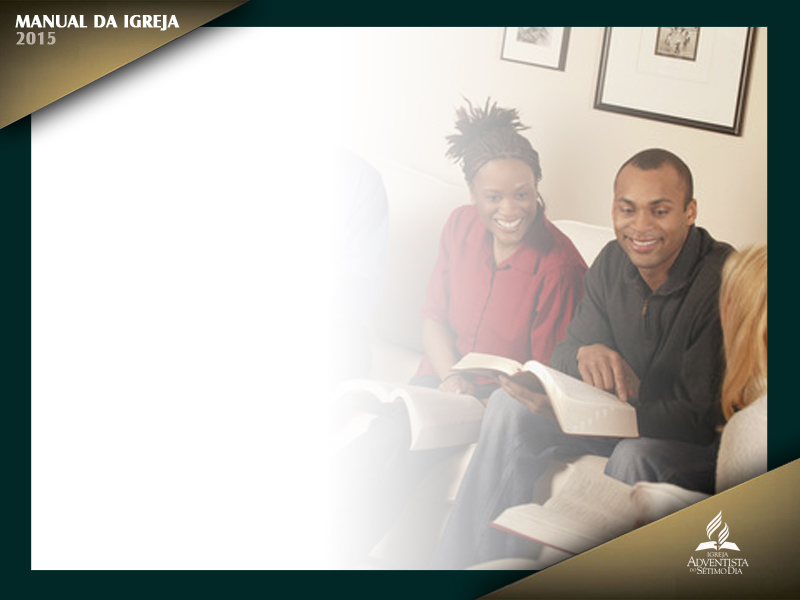 MANUAL DA IGREJA
2015
IGREJA
ADVENTISTA
DO SÉTIMO DIA